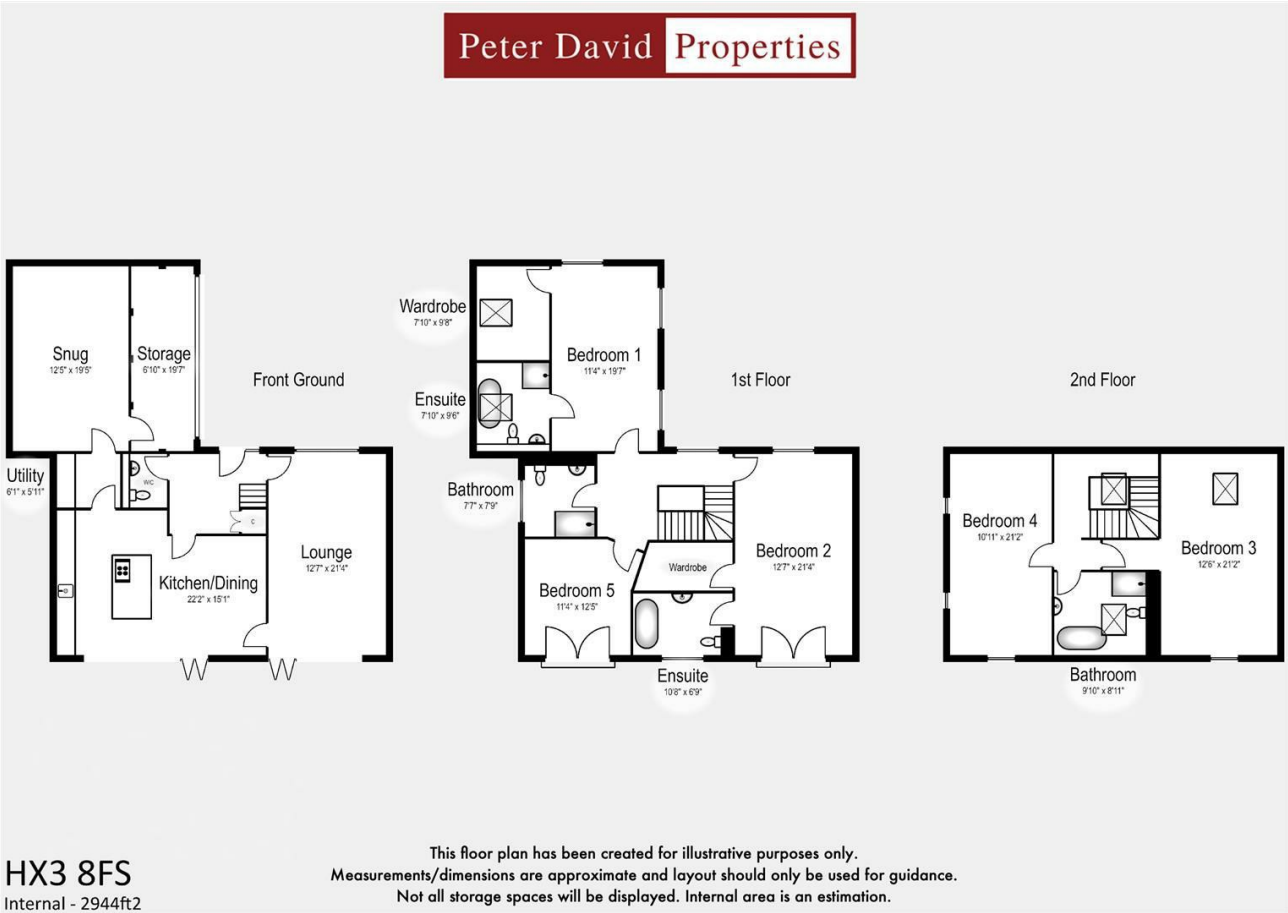 Peter David Properties
Snug
12'5" x 19'5"
Storage
6'10" x 19'7"
Front Ground
Utility
6'1" x 5'11"
WC
C
Lounge
12'7" x 21'4"
Kitchen/Dining
22'2" x 15'1"
Wardrobe
7'10" x 9'8"
Bedroom 1
11'4" x 19'7"
Ensuite
7'10" x 9'6"
1st Floor
Bathroom
7'7" x 7'9"
Bedroom 2
12'7" x 21'4"
Wardrobe
Bedroom 5
11'4" x 12'5"
Ensuite
10'8" x 6'9"
2nd Floor
Bedroom 4
10'11" x 21'2"
Bedroom 3
12'6" x 21'2"
Bathroom
9'10" x 8'11"
HX3 8FS
Internal - 2944ft2
This floor plan has been created for illustrative purposes only.
Measurements/dimensions are approximate and layout should only be used for guidance.
Not all storage spaces will be displayed. Internal area is an estimation.